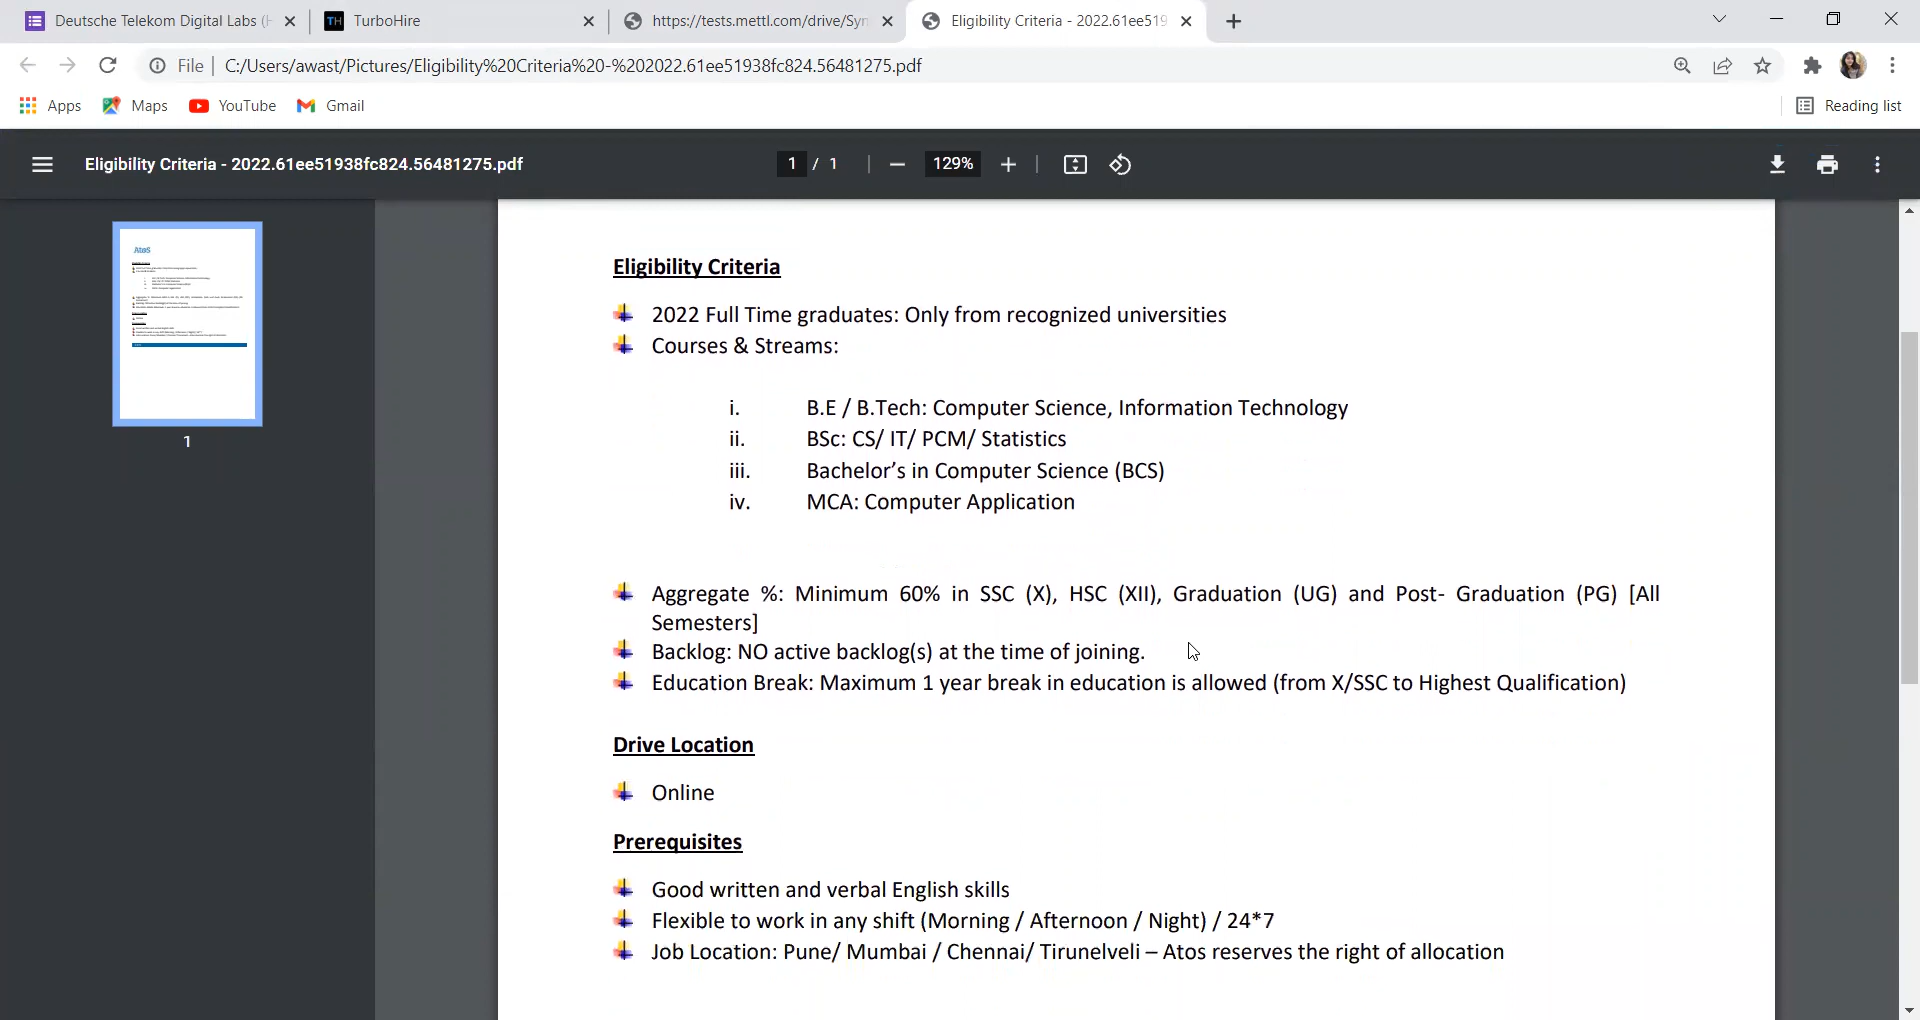 Deutsche Telekom Digital Labs (H
TurboHire
https://tests.mettl.com/drive/Syn
Eligibility Criteria - 2022.61ee519
File
C:/Users/awast/Pictures/Eligibility%20Criteria%20-%202022.61ee51938fc824.56481275.pdf
Apps
Maps
YouTube
Gmail
Reading list
Eligibility Criteria - 2022.61ee51938fc824.56481275.pdf
1 / 1
129%
AtoS
1
Eligibility Criteria
2022 Full Time graduates: Only from recognized universities
Courses & Streams:
i. B.E / B.Tech: Computer Science, Information Technology
ii. BSc: CS/ IT/ PCM/ Statistics
iii. Bachelor’s in Computer Science (BCS)
iv. MCA: Computer Application
Aggregate %: Minimum 60% in SSC (X), HSC (XII), Graduation (UG) and Post- Graduation (PG) [All
Semesters]
Backlog: NO active backlog(s) at the time of joining.
Education Break: Maximum 1 year break in education is allowed (from X/SSC to Highest Qualification)
Drive Location
Online
Prerequisites
Good written and verbal English skills
Flexible to work in any shift (Morning / Afternoon / Night) / 24*7
Job Location: Pune/ Mumbai / Chennai/ Tirunelveli – Atos reserves the right of allocation